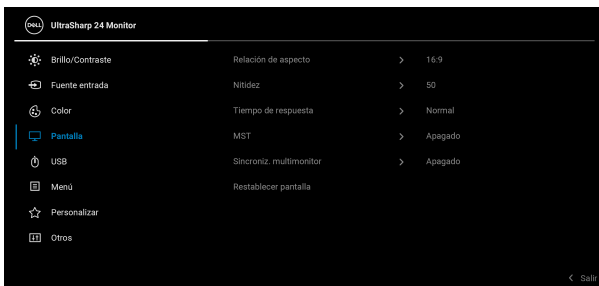 DELL UltraSharp 24 Monitor
Brillo/Contraste Relación de aspecto 16:9
Fuente entrada Nitidez 50
Color Tiempo de respuesta Normal
Pantalla MST Apagado
USB Sincroniz. multimonitor Apagado
Menú Restablecer pantalla
Personalizar
Otros
Salir